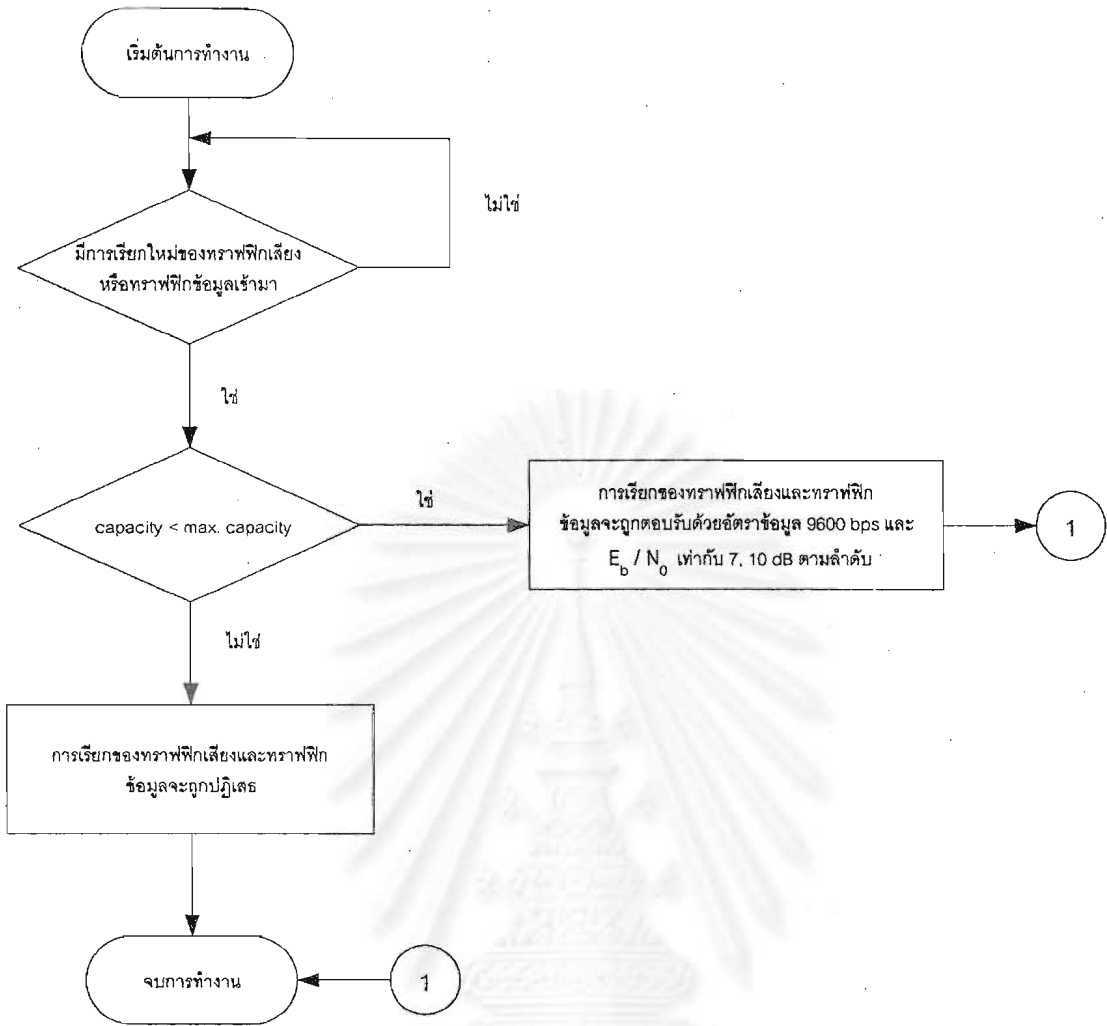 เริ่มต้นการทำงาน
ไม่ใช่
มีการเรียกใหม่ของทราฟฟิกเสียง
หรือทราฟฟิกข้อมูลเข้ามา
ใช่
capacity < max. capacity
ใช่
การเรียกของทราฟฟิกเสียงและทราฟฟิก
ข้อมูลจะถูกตอบรับด้วยอัตราข้อมูล 9600 bps และ
E_b / N_0 เท่ากับ 7, 10 dB ตามลำดับ
1
ไม่ใช่
การเรียกของทราฟฟิกเสียงและทราฟฟิก
ข้อมูลจะถูกปฏิเสธ
จบการทำงาน
1